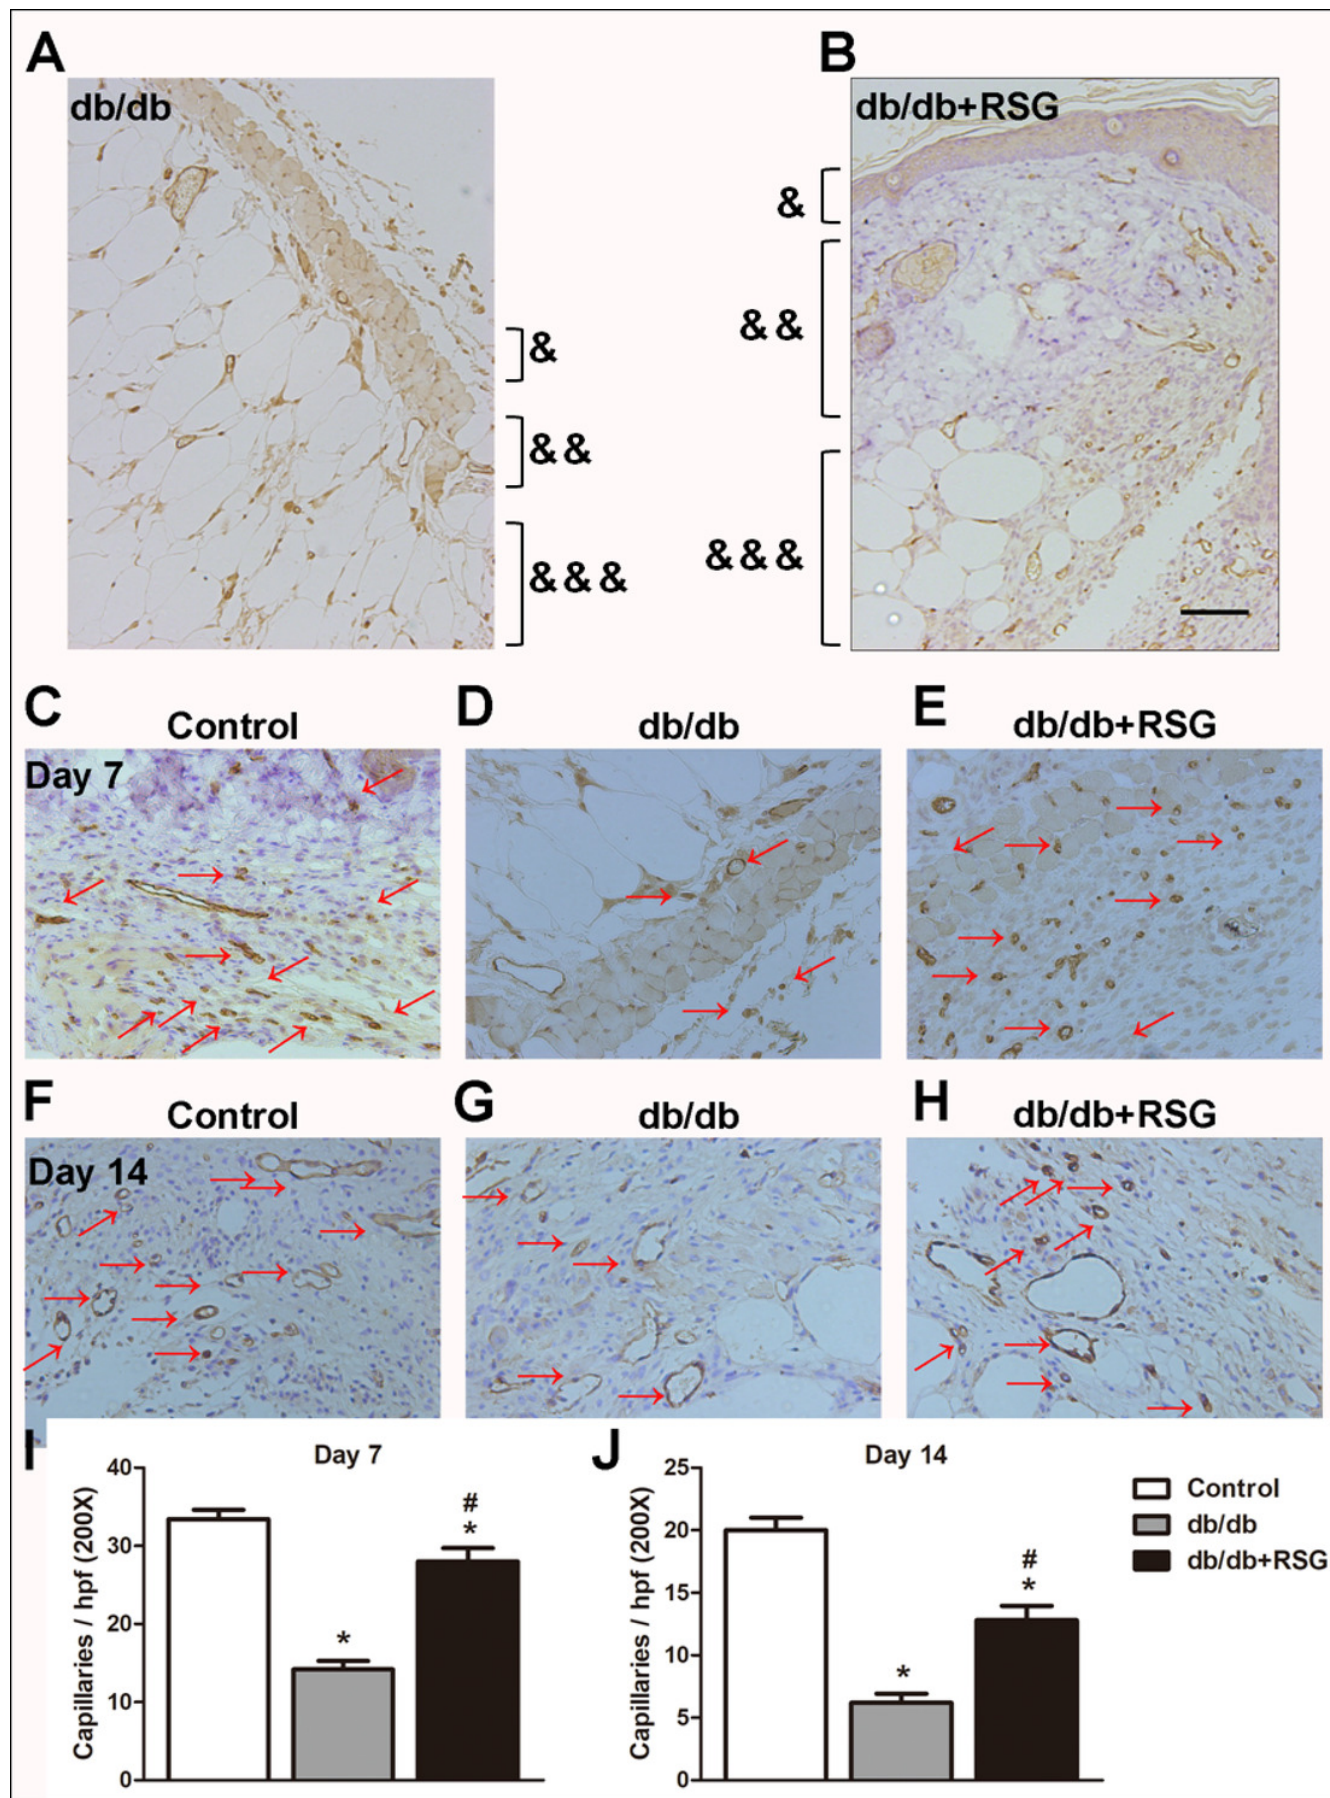 A
B
db/db
db/db+RSG
&
&&
&&&
&
&&
&&&
C
Control
D
db/db
E
db/db+RSG
Day 7
F
Control
G
db/db
H
db/db+RSG
Day 14
I
Day 7
Capillaries / hpf (200X)
40
30
20
10
0
*
#
*
J
Day 14
Capillaries / hpf (200X)
25
20
15
10
5
0
*
#
*
Control
db/db
db/db+RSG